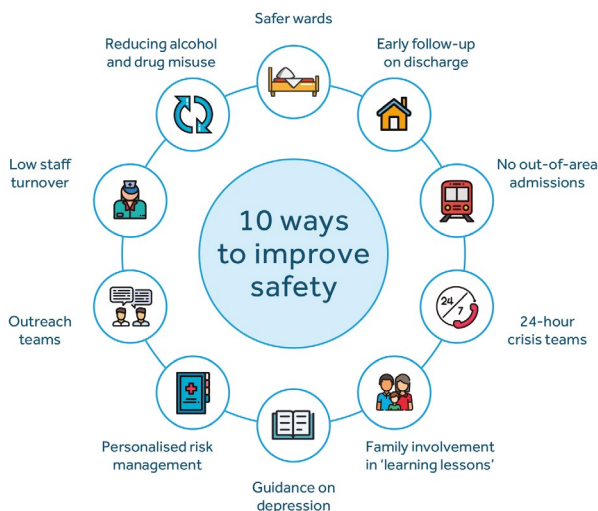 Safer wards
Reducing alcohol
and drug misuse
Early follow-up
on discharge
Low staff
turnover
No out-of-area
admissions
10 ways
to improve
safety
24
7
Outreach
teams
24-hour
crisis teams
Personalised risk
management
Family involvement
in ‘learning lessons’
Guidance on
depression